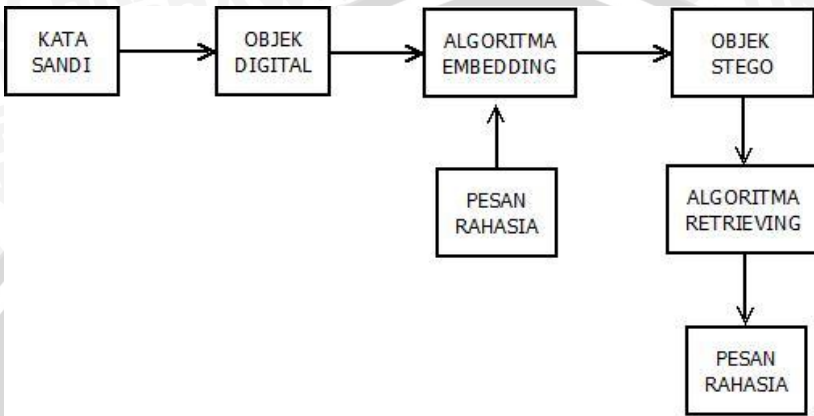 KATA
SANDI
OBJEK
DIGITAL
ALGORITMA
EMBEDDING
OBJEK
STEGO
PESAN
RAHASIA
ALGORITMA
RETRIEVING
PESAN
RAHASIA